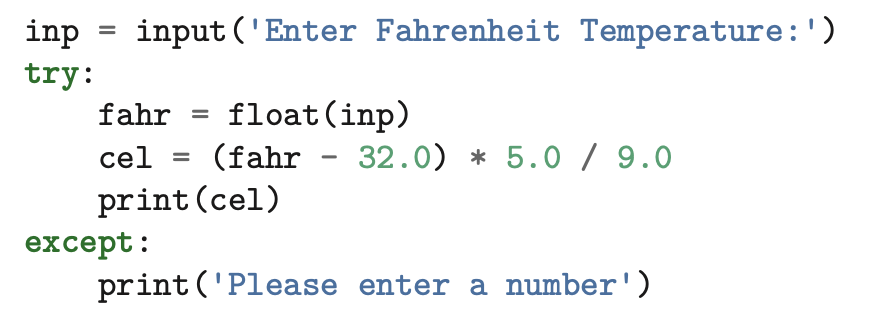 inp = input('Enter Fahrenheit Temperature:')
try:
    fahr = float(inp)
    cel = (fahr - 32.0) * 5.0 / 9.0
    print(cel)
except:
    print('Please enter a number')